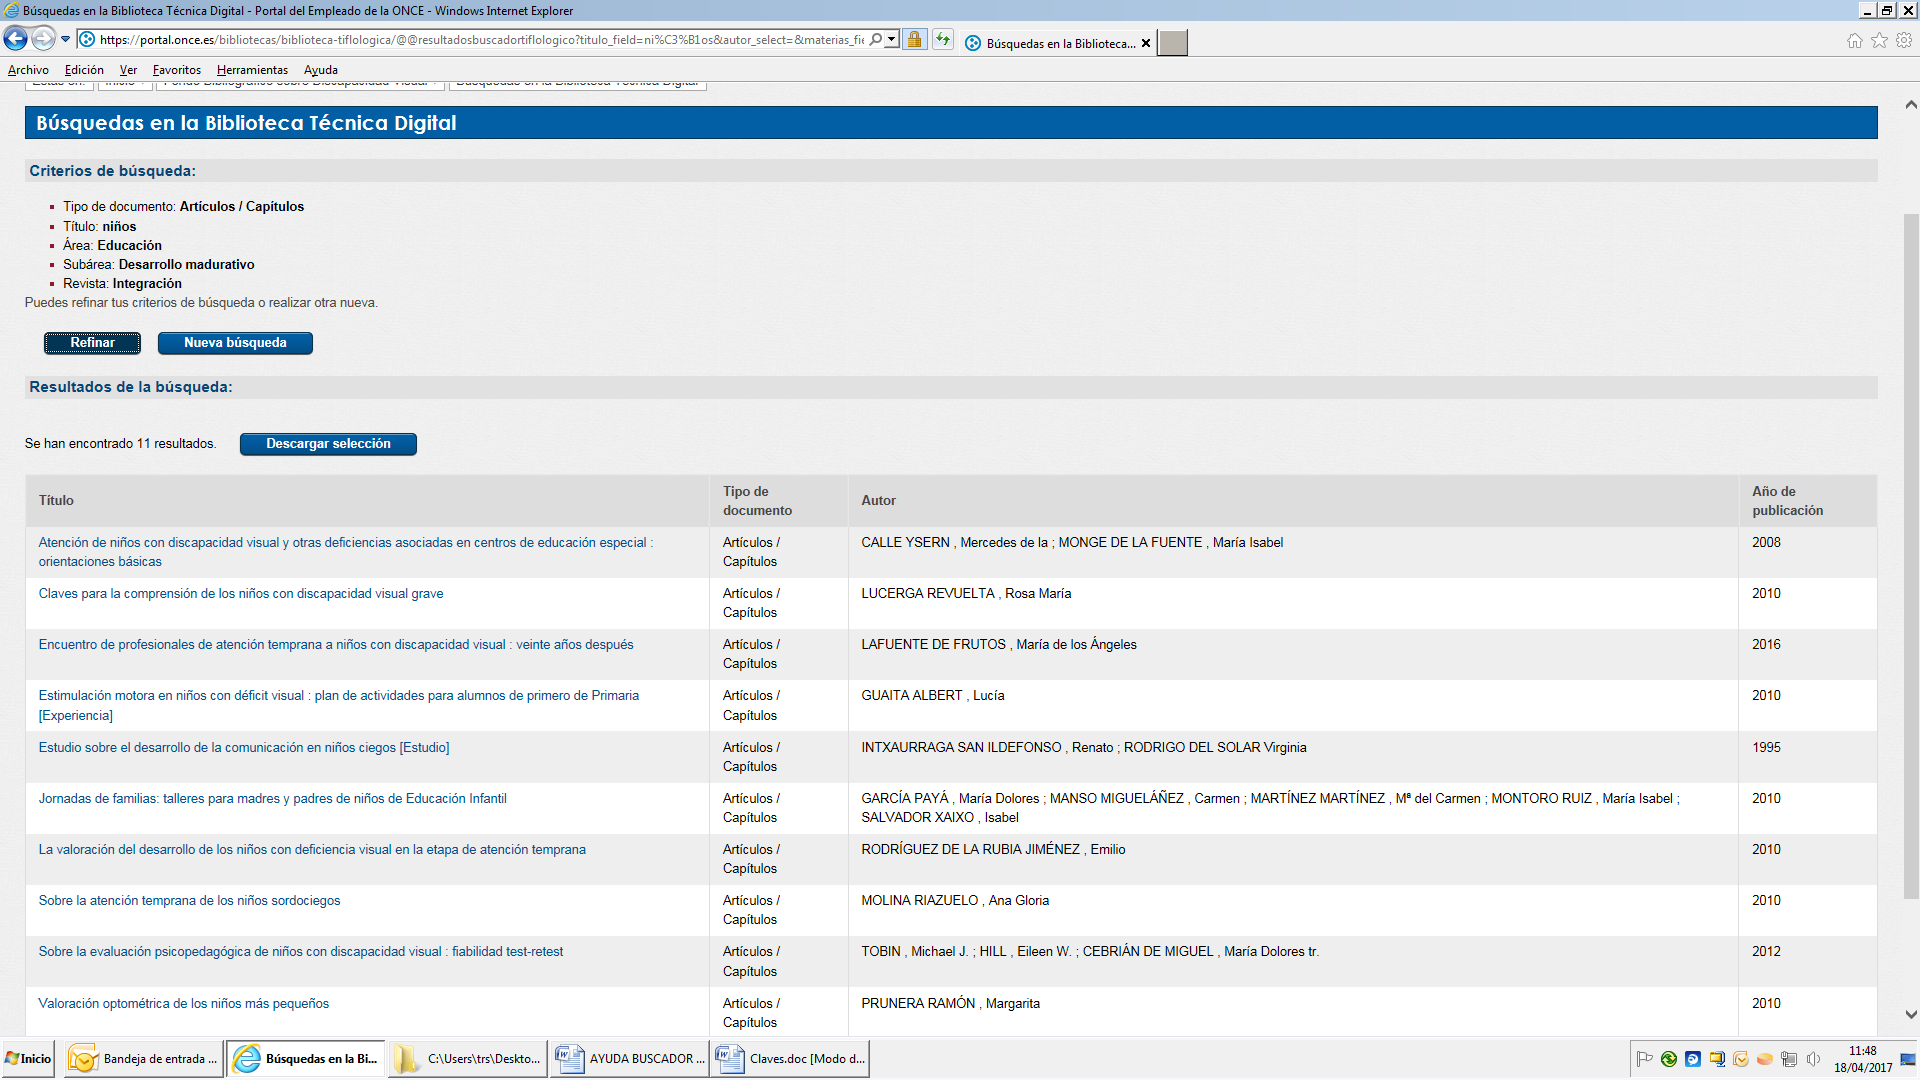 Búsquedas en la Biblioteca Técnica Digital - Portal del Empleado de la ONCE - Windows Internet Explorer
https://portal.once.es/bibliotecas/biblioteca-tiflologica/@@resultadosbuscadortiflologico?titulo_field=ni%C3%B1os&autor_select=&materias_fie
Búsquedas en la Biblioteca...
Archivo Edición Ver Favoritos Herramientas Ayuda
Estás en: Inicio Fondo Bibliográfico sobre Discapacidad Visual Búsquedas en la Biblioteca Técnica Digital
Búsquedas en la Biblioteca Técnica Digital
Criterios de búsqueda:
Tipo de documento: Artículos / Capítulos
Título: niños
Área: Educación
Subárea: Desarrollo madurativo
Revista: Integración
Puedes refinar tus criterios de búsqueda o realizar otra nueva.
Refinar Nueva búsqueda
Resultados de la búsqueda:
Se han encontrado 11 resultados. Descargar selección
Título Tipo de documento Autor Año de publicación
Atención de niños con discapacidad visual y otras deficiencias asociadas en centros de educación especial :
orientaciones básicas
Artículos /
Capítulos
CALLE YSERN , Mercedes de la ; MONGE DE LA FUENTE , María Isabel
2008
Claves para la comprensión de los niños con discapacidad visual grave
Artículos /
Capítulos
LUCERGA REVUELTA , Rosa María
2010
Encuentro de profesionales de atención temprana a niños con discapacidad visual : veinte años después
Artículos /
Capítulos
LAFUENTE DE FRUTOS , María de los Ángeles
2016
Estimulación motora en niños con déficit visual : plan de actividades para alumnos de primero de Primaria
[Experiencia]
Artículos /
Capítulos
GUAITA ALBERT , Lucía
2010
Estudio sobre el desarrollo de la comunicación en niños ciegos [Estudio]
Artículos /
Capítulos
INTXAURRAGA SAN ILDEFONSO , Renato ; RODRIGO DEL SOLAR Virginia
1995
Jornadas de familias: talleres para madres y padres de niños de Educación Infantil
Artículos /
Capítulos
GARCÍA PAYÁ , María Dolores ; MANSO MIGUELÁÑEZ , Carmen ; MARTÍNEZ MARTÍNEZ , Mª del Carmen ; MONTORO RUIZ , María Isabel ;
SALVADOR XAIXO , Isabel
2010
La valoración del desarrollo de los niños con deficiencia visual en la etapa de atención temprana
Artículos /
Capítulos
RODRÍGUEZ DE LA RUBIA JIMÉNEZ , Emilio
2010
Sobre la atención temprana de los niños sordociegos
Artículos /
Capítulos
MOLINA RIAZUELO , Ana Gloria
2010
Sobre la evaluación psicopedagógica de niños con discapacidad visual : fiabilidad test-retest
Artículos /
Capítulos
TOBIN , Michael J. ; HILL , Eileen W. ; CEBRIÁN DE MIGUEL , María Dolores tr.
2012
Valoración optométrica de los niños más pequeños
Artículos /
Capítulos
PRUNERA RAMÓN , Margarita
2010
Inicio Bandeja de entrada ... Búsquedas en la Bi... C:\Users\trs\Deskto... AYUDA BUSCADOR ... Claves.doc [Modo d...
11:48
18/04/2017